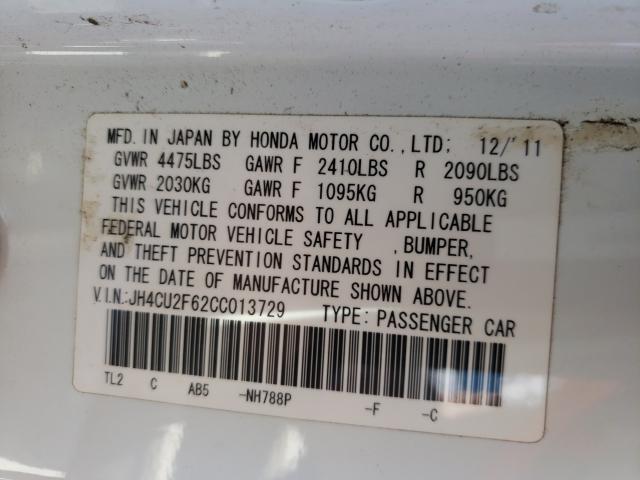 MFD. IN JAPAN BY HONDA MOTOR CO., LTD: 12/'11
GVWR 4475LBS GAWR F 2410LBS R 2090LBS
GVWR 2030KG GAWR F 1095KG R 950KG
THIS VEHICLE CONFORMS TO ALL APPLICABLE
FEDERAL MOTOR VEHICLE SAFETY , BUMPER,
AND THEFT PREVENTION STANDARDS IN EFFECT
ON THE DATE OF MANUFACTURE SHOWN ABOVE.
V.I.N.:JH4CU2F62CC013729 TYPE: PASSENGER CAR
TL2 C AB5 -NH788P -F -C